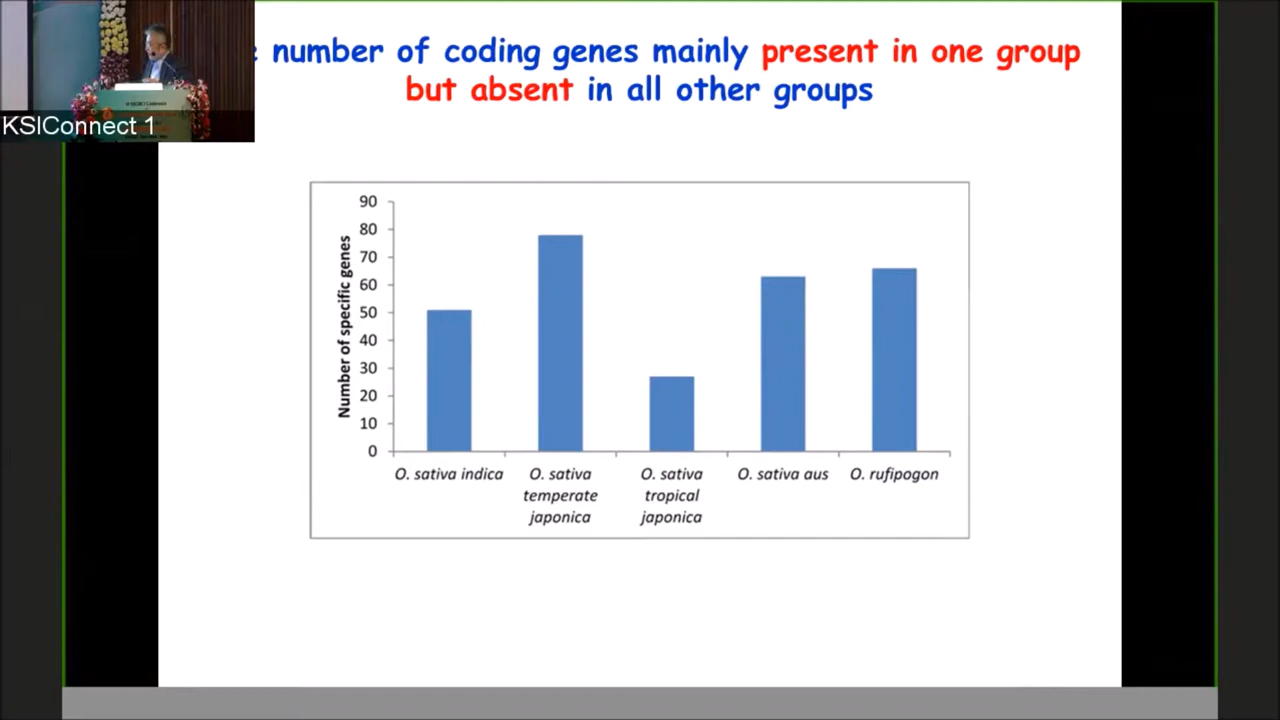 number of coding genes mainly present in one group
but absent in all other groups
KSIConnect 1
Number of specific genes
90
80
70
60
50
40
30
20
10
0
O. sativa indica
O. sativa
temperate
japonica
O. sativa
tropical
japonica
O. sativa aus
O. rufipogon